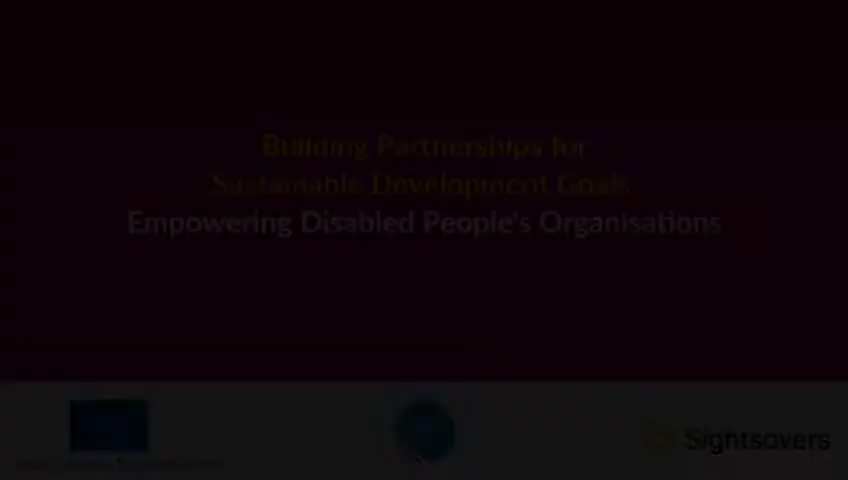 Building Partnerships for
Sustainable Development Goals
Empowering Disabled People's Organisations
Sightsavers